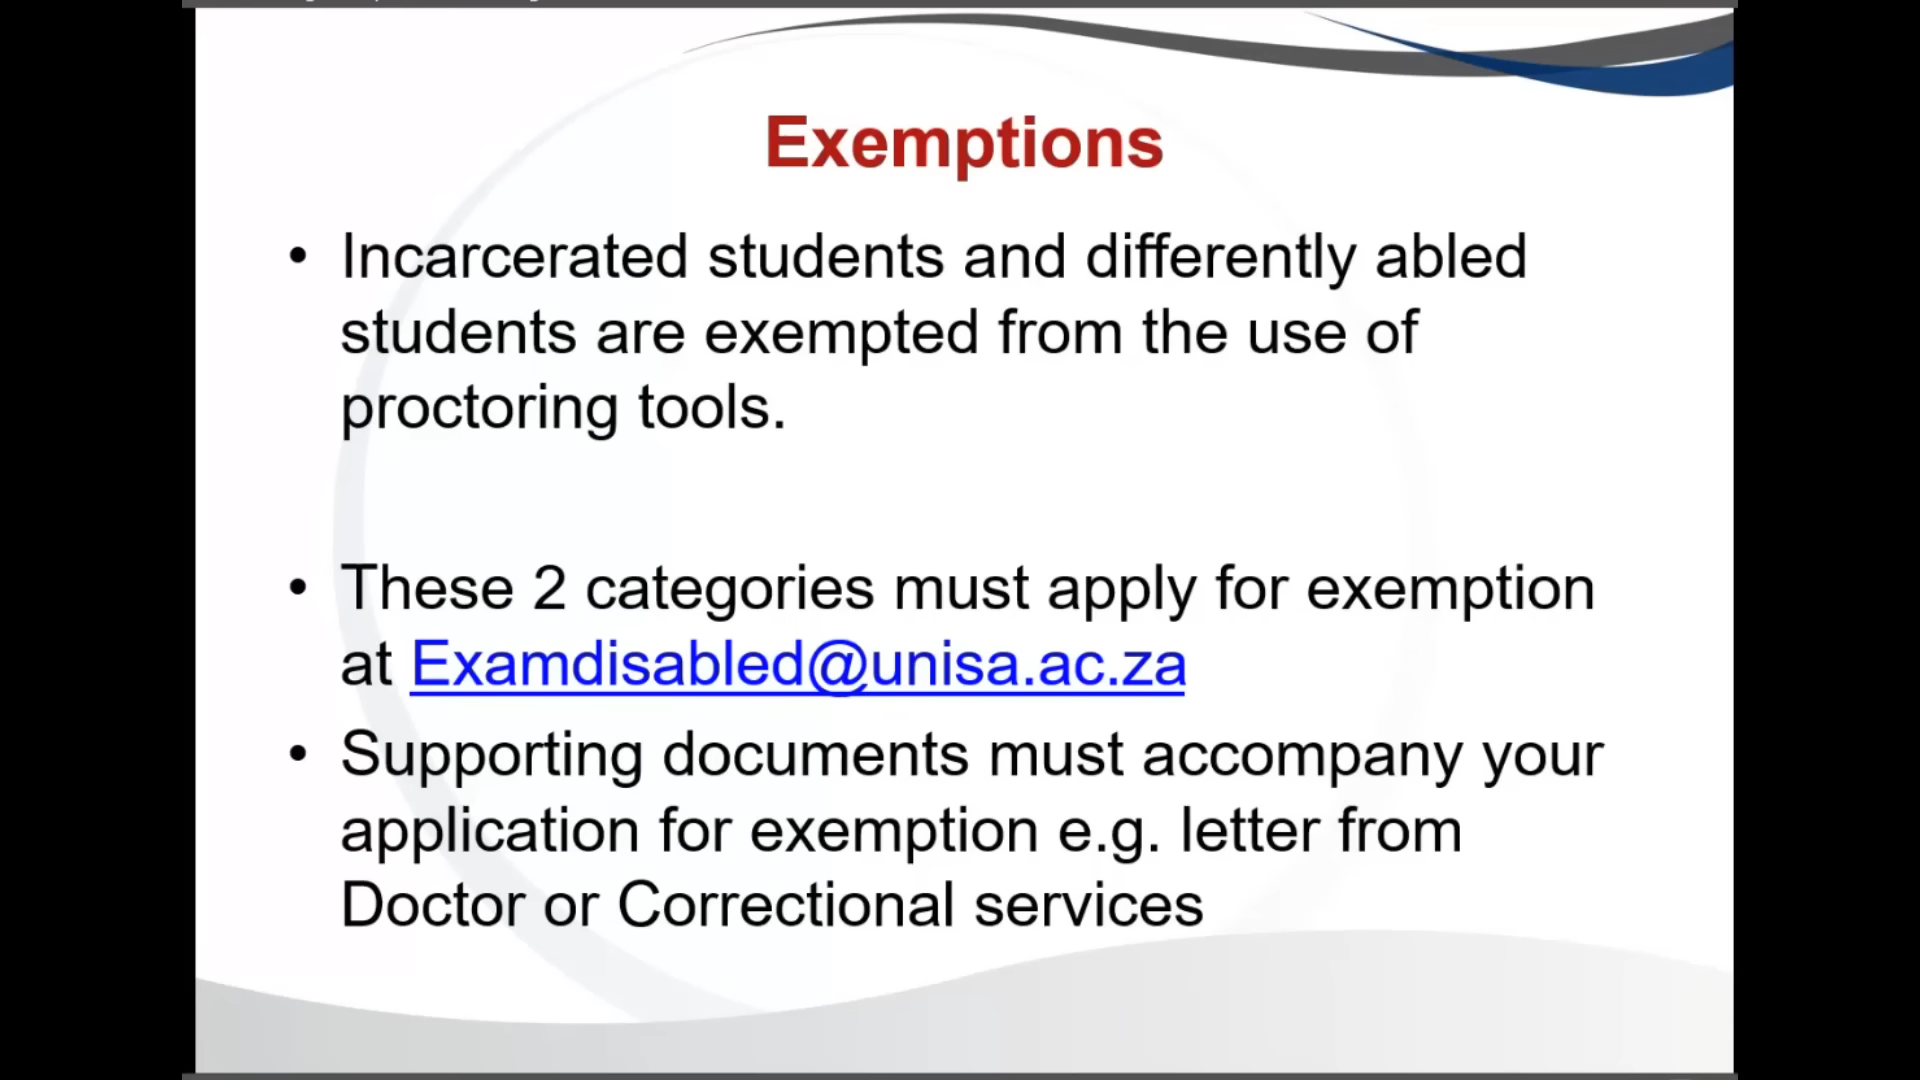 Exemptions
• Incarcerated students and differently abled
students are exempted from the use of
proctoring tools.
• These 2 categories must apply for exemption
at Examdisabled@unisa.ac.za
• Supporting documents must accompany your
application for exemption e.g. letter from
Doctor or Correctional services